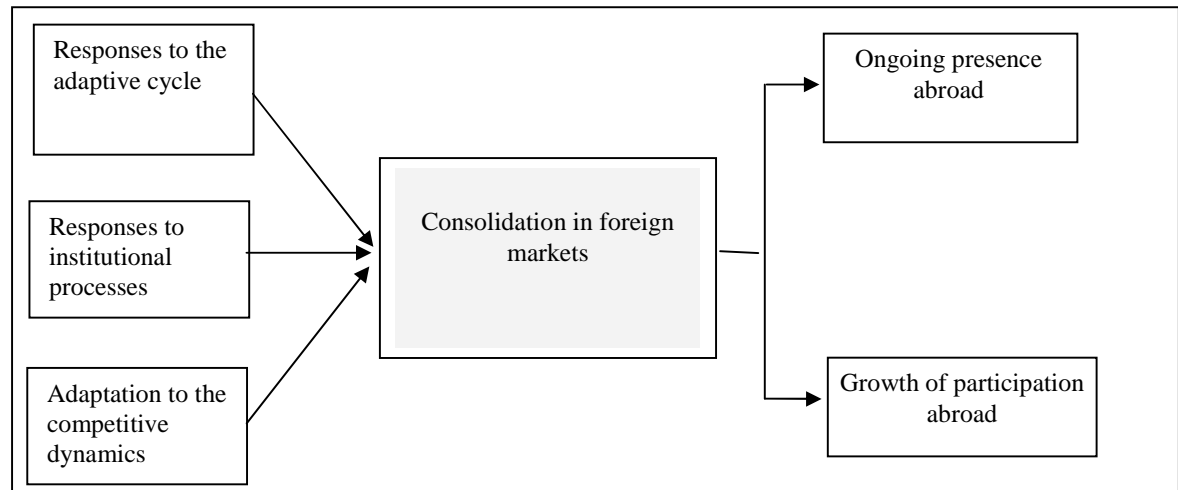 Responses to the
adaptive cycle
Responses to
institutional
processes
Adaptation to the
competitive
dynamics
Consolidation in foreign
markets
Ongoing presence
abroad
Growth of participation
abroad